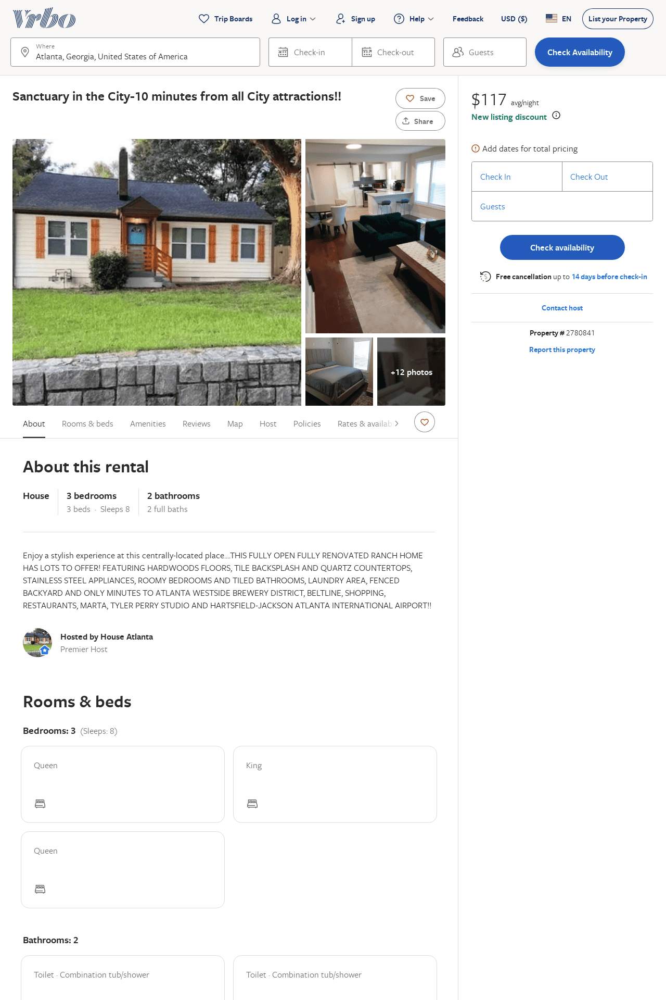 Vrbo
Trip Boards
Log in
Sign up
Help
Feedback
USD ($)
EN
List your Property
Where
Atlanta, Georgia, United States of America
Check-in
Check-out
Guests
Check Availability
Sanctuary in the City-10 minutes from all City attractions!!
Save
Share
+12 photos
$117 avg/night
New listing discount
Add dates for total pricing
Check In
Check Out
Guests
Check availability
Free cancellation up to 14 days before check-in
Contact host
Property # 2780841
Report this property
About
Rooms & beds
Amenities
Reviews
Map
Host
Policies
Rates & availab
About this rental
House
3 bedrooms
3 beds · Sleeps 8
2 bathrooms
2 full baths
Enjoy a stylish experience at this centrally-located place....THIS FULLY OPEN FULLY RENOVATED RANCH HOME
HAS LOTS TO OFFER! FEATURING HARDWOODS FLOORS, TILE BACKSPLASH AND QUARTZ COUNTERTOPS,
STAINLESS STEEL APPLIANCES, ROOMY BEDROOMS AND TILED BATHROOMS, LAUNDRY AREA, FENCED
BACKYARD AND ONLY MINUTES TO ATLANTA WESTSIDE BREWERY DISTRICT, BELTLINE, SHOPPING,
RESTAURANTS, MARTA, TYLER PERRY STUDIO AND HARTSFIELD-JACKSON ATLANTA INTERNATIONAL AIRPORT!!
Hosted by House Atlanta
Premier Host
Rooms & beds
Bedrooms: 3 (Sleeps: 8)
Queen
King
Queen
Bathrooms: 2
Toilet · Combination tub/shower
Toilet · Combination tub/shower